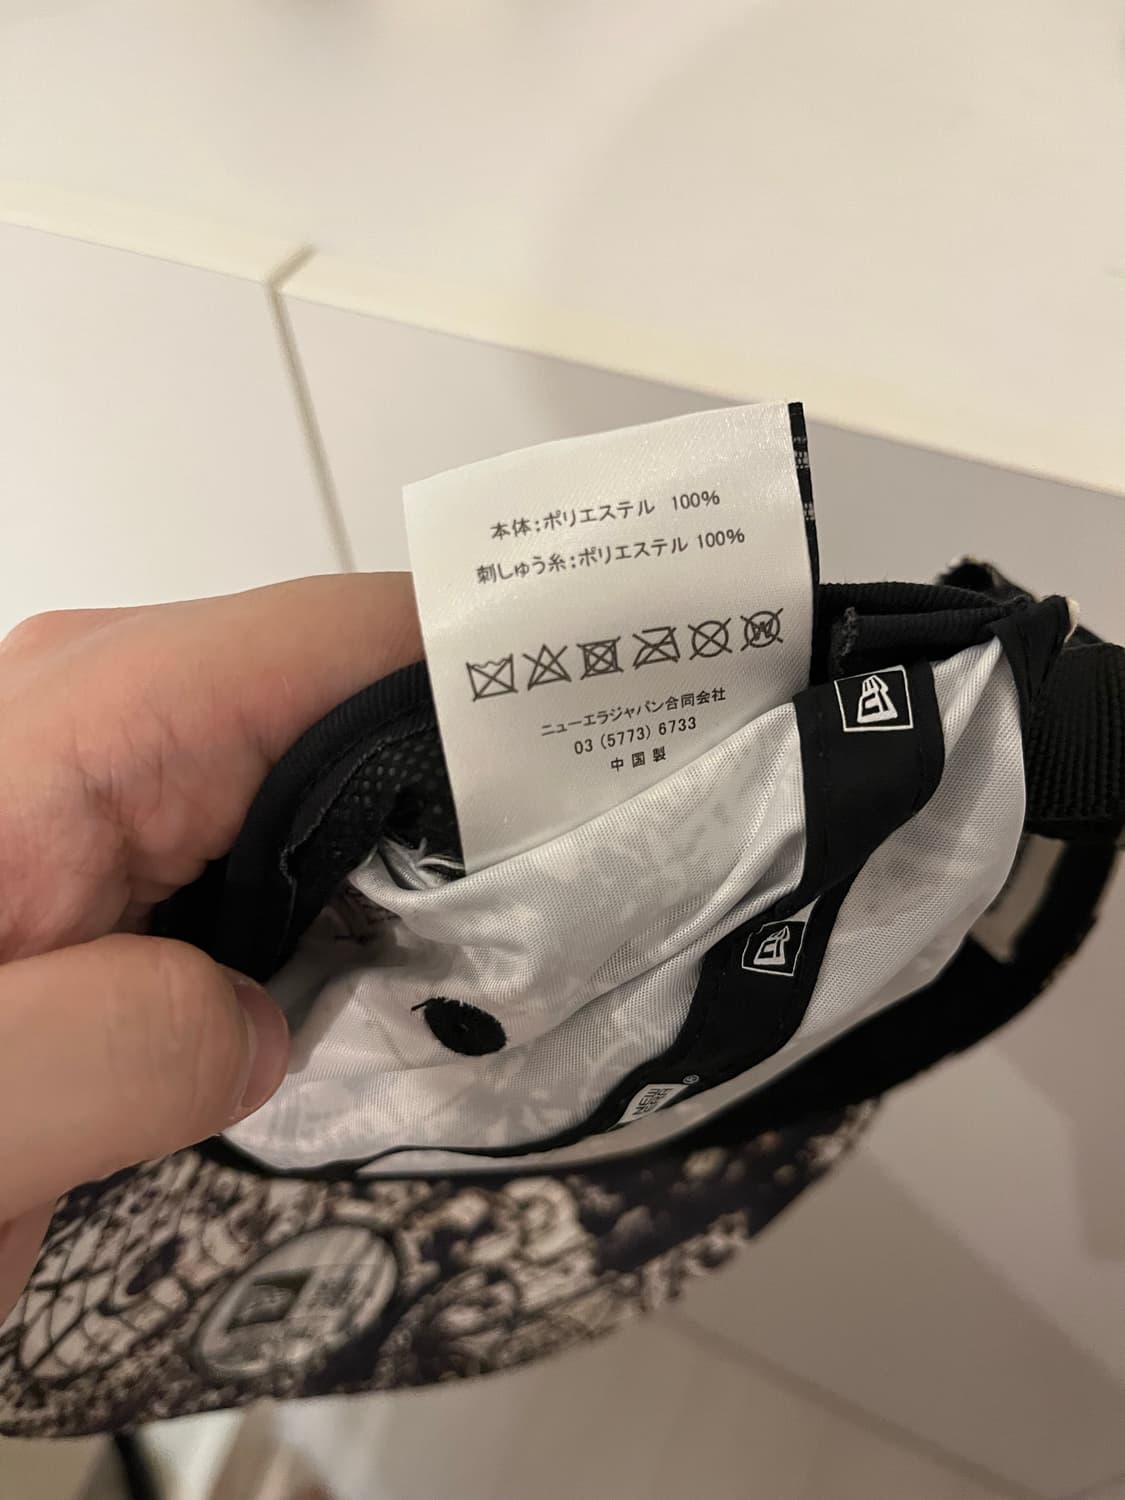 本体:ポリエステル 100%
刺しゅう糸:ポリエステル 100%
ニューエラジャパン合同会社
03 (5773) 6733
中国製
NEW ERA